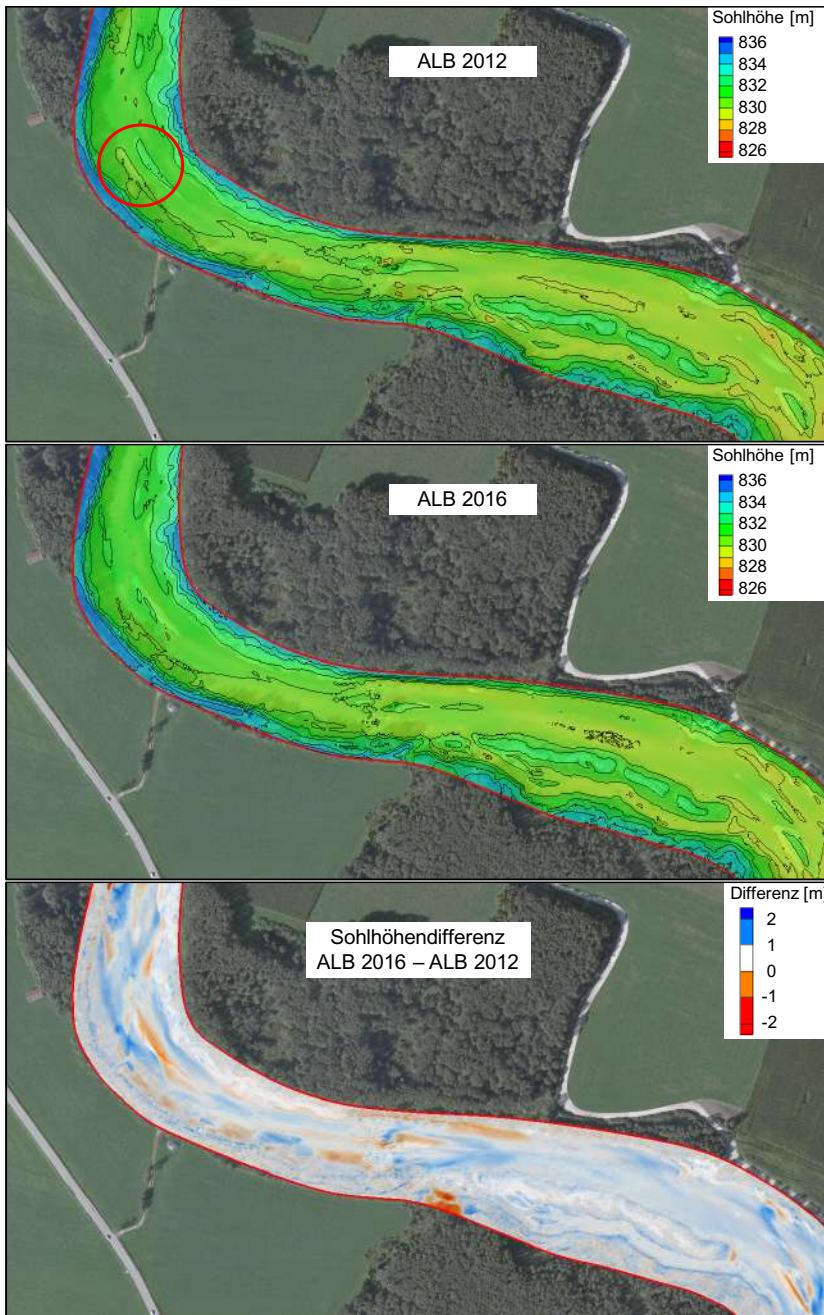 ALB 2012
Sohlhöhe [m]
836
834
832
830
828
826
ALB 2016
Sohlhöhe [m]
836
834
832
830
828
826
Sohlhöhendifferenz
ALB 2016 – ALB 2012
Differenz [m]
2
1
0
-1
-2